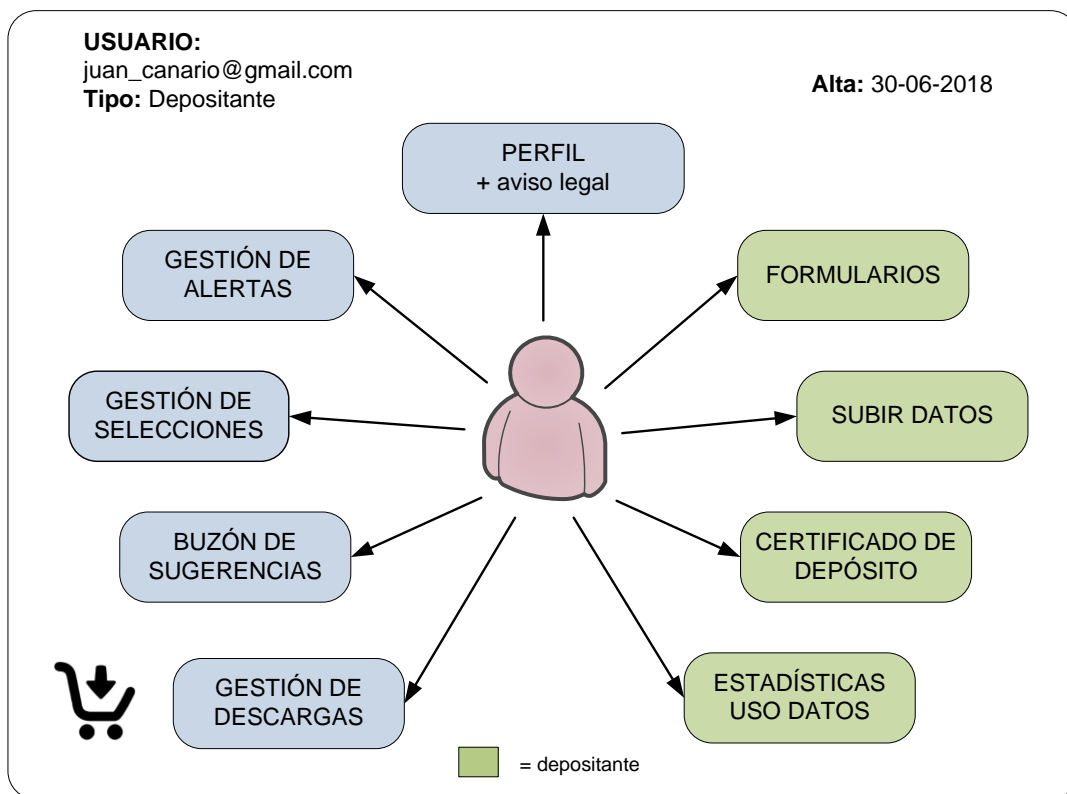 USUARIO:
juan_canario@gmail.com
Tipo: Depositante
Alta: 30-06-2018
PERFIL
+ aviso legal
GESTIÓN DE
ALERTAS
FORMULARIOS
GESTIÓN DE
SELECCIONES
SUBIR DATOS
BUZÓN DE
SUGERENCIAS
CERTIFICADO DE
DEPÓSITO
GESTIÓN DE
DESCARGAS
ESTADÍSTICAS
USO DATOS
= depositante